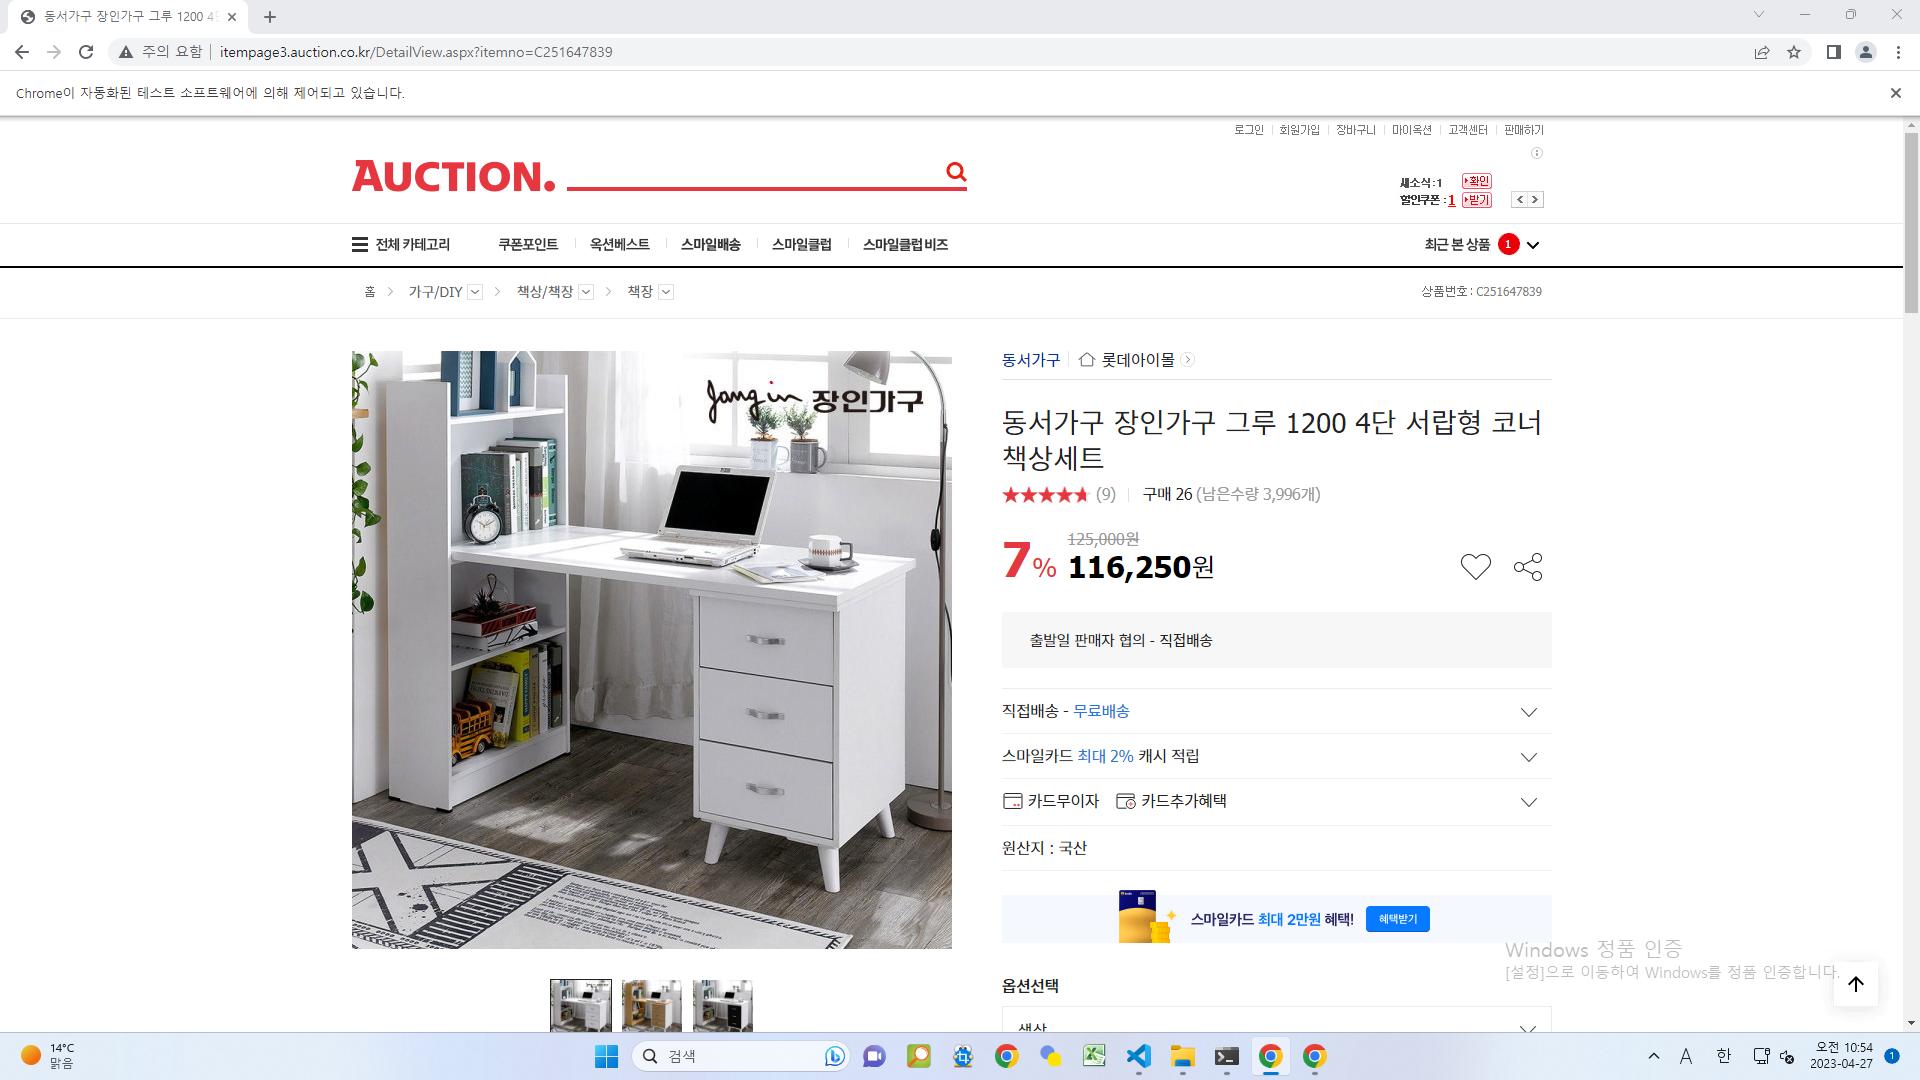 동서가구 장인가구 그루 1200 4단
주의 요함 | itempage3.auction.co.kr/DetailView.aspx?itemno=C251647839
Chrome이 자동화된 테스트 소프트웨어에 의해 제어되고 있습니다.
로그인 회원가입 장바구니 마이옥션 고객센터 판매하기
AUCTION.
새소식:1 확인
할인쿠폰:1 받기
전체 카테고리 쿠폰포인트 옥션베스트 스마일배송 스마일클럽 스마일클럽 비즈 최근 본 상품 1
홈 > 가구/DIY > 책상/책장 > 책장 상품번호 : C251647839
Jang in 장인가구
동서가구 롯데아이몰
동서가구 장인가구 그루 1200 4단 서랍형 코너
책상세트
(9) 구매 26 (남은수량 3,996개)
125,000원
7% 116,250원
출발일 판매자 협의 - 직접배송
직접배송 - 무료배송
스마일카드 최대 2% 캐시 적립
카드무이자 카드추가혜택
원산지 : 국산
스마일카드 최대 2만원 혜택! 혜택받기
Windows 정품 인증
[설정]으로 이동하여 Windows를 정품 인증합니다.
옵션선택
색상
14°C
맑음
검색
A 한
오전 10:54
2023-04-27
1